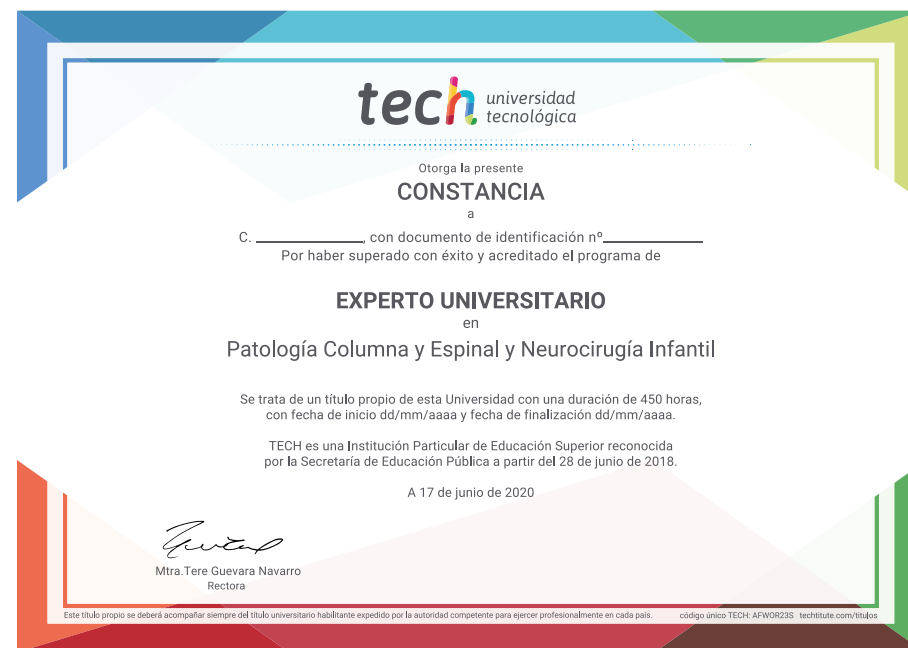 tech universidad
tecnológica
Otorga la presente
CONSTANCIA
a
C. ____________, con documento de identificación nº____________
Por haber superado con éxito y acreditado el programa de
EXPERTO UNIVERSITARIO
en
Patología Columna y Espinal y Neurocirugía Infantil
Se trata de un título propio de esta Universidad con una duración de 450 horas,
con fecha de inicio dd/mm/aaaa y fecha de finalización dd/mm/aaaa.
TECH es una Institución Particular de Educación Superior reconocida
por la Secretaría de Educación Pública a partir del 28 de junio de 2018.
A 17 de junio de 2020
Mtra.Tere Guevara Navarro
Rectora
Este título propio se deberá acompañar siempre del título universitario habilitante expedido por la autoridad competente para ejercer profesionalmente en cada país. código único TECH: AFWOR23S techtitute.com/titulos